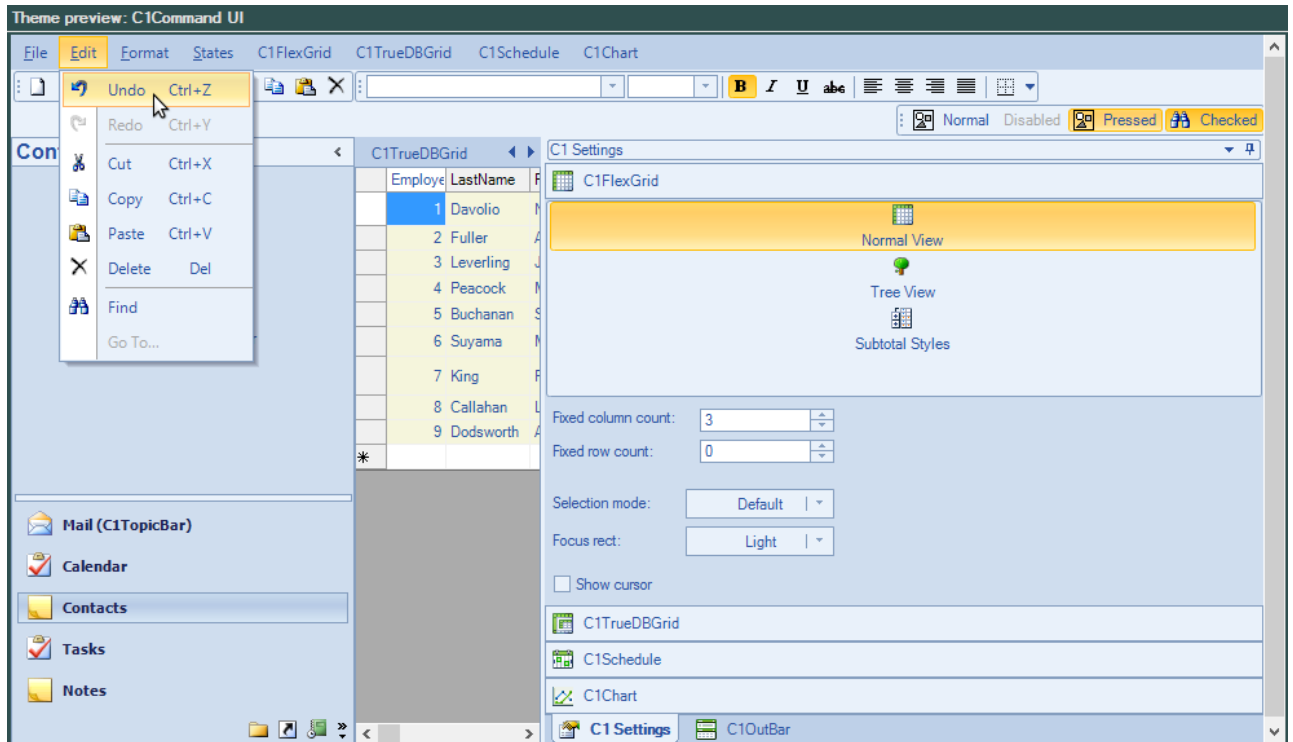 Theme preview: C1Command UI
File Edit Format States C1FlexGrid C1TrueDBGrid C1Schedule C1Chart
B I U abc
Undo Ctrl+Z
Redo Ctrl+Y
Cut Ctrl+X
Copy Ctrl+C
Paste Ctrl+V
Delete Del
Find
Go To...
Normal Disabled Pressed Checked
Con
Mail (C1TopicBar)
Calendar
Contacts
Tasks
Notes
C1TrueDBGrid
Employe LastName
1 Davolio
2 Fuller
3 Leverling
4 Peacock
5 Buchanan
6 Suyama
7 King
8 Callahan
9 Dodsworth
C1 Settings
C1FlexGrid
Normal View
Tree View
Subtotal Styles
Fixed column count: 3
Fixed row count: 0
Selection mode: Default
Focus rect: Light
Show cursor
C1TrueDBGrid
C1Schedule
C1Chart
C1 Settings C1OutBar